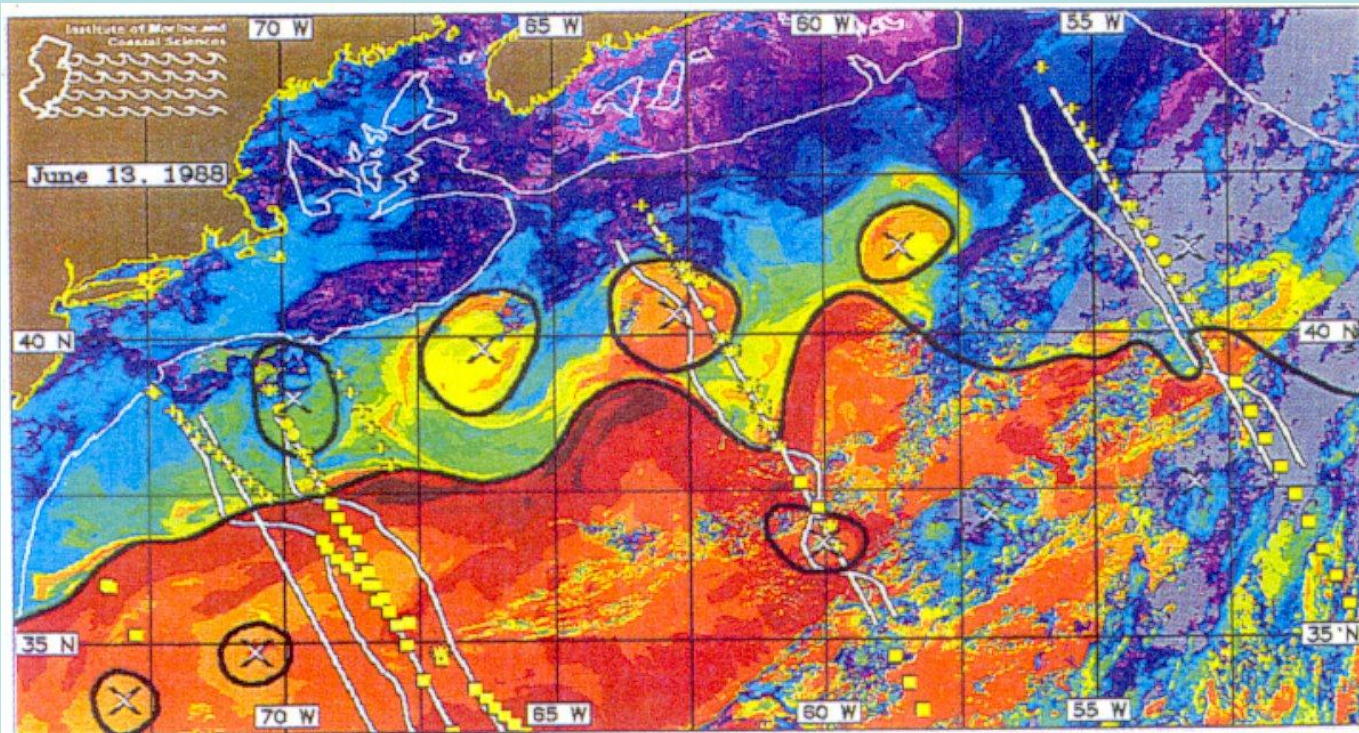 Institute of Marine and
Coastal Sciences
70 W
65 W
60 W
55 W
June 13, 1988
40 N
40 N
35 N
35°N
70 W
65 W
60 W
55 W